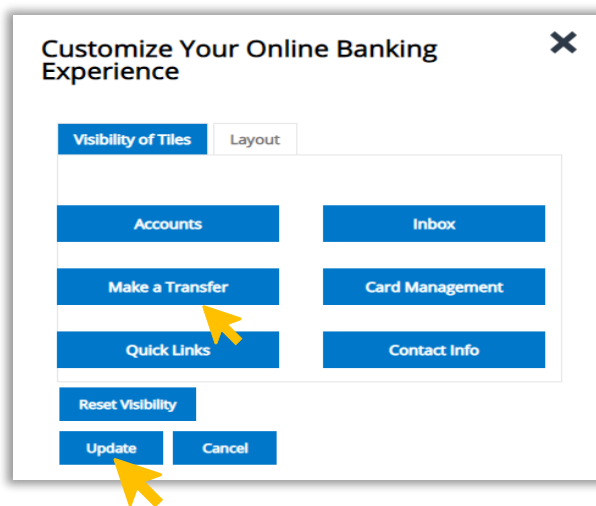 Customize Your Online Banking
Experience
Visibility of Tiles Layout
Accounts Inbox
Make a Transfer Card Management
Quick Links Contact Info
Reset Visibility
Update Cancel